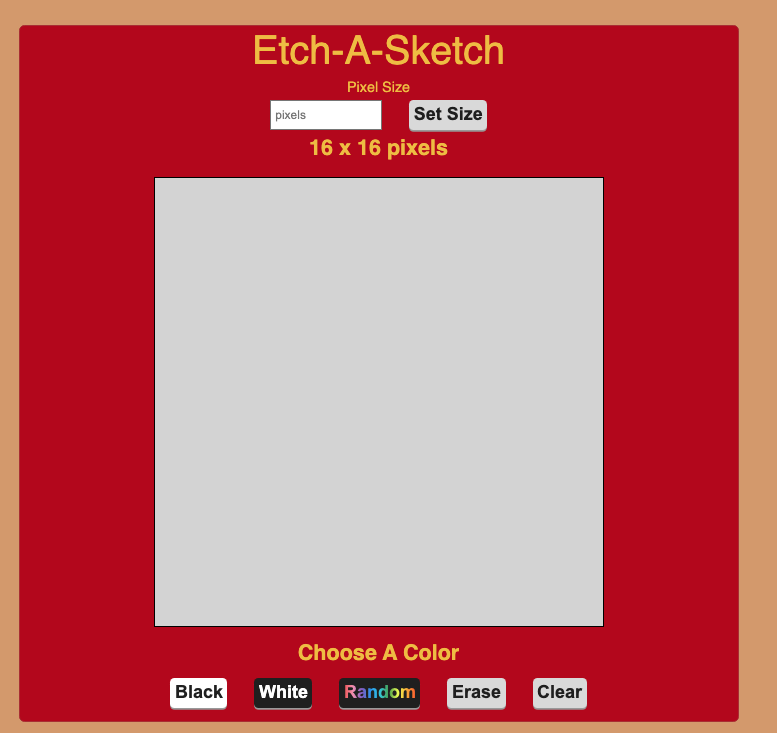 Etch-A-Sketch
Pixel Size
pixels Set Size
16 x 16 pixels
Choose A Color
Black White Random Erase Clear